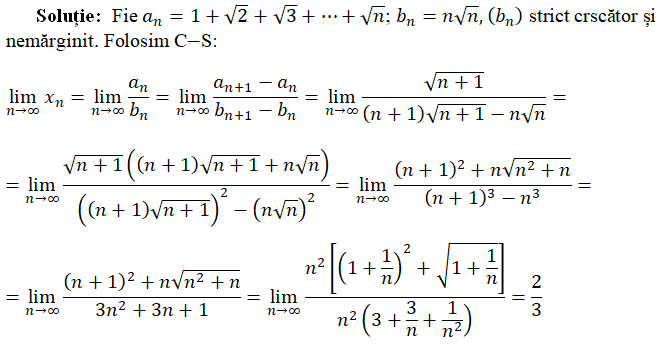 Soluție: Fie aₙ = 1 + √2 + √3 + ⋯ + √n; bₙ = n√n, (bₙ) strict crscător și
nemărginit. Folosim C−S:
lim_{n→∞} xₙ = lim_{n→∞} aₙ/bₙ = lim_{n→∞} (aₙ₊₁ − aₙ)/(bₙ₊₁ − bₙ) = lim_{n→∞} √(n + 1)/((n + 1)√(n + 1) − n√n) =
= lim_{n→∞} √(n + 1)((n + 1)√(n + 1) + n√n)/(((n + 1)√(n + 1))² − (n√n)²) = lim_{n→∞} ((n + 1)² + n√(n² + n))/((n + 1)³ − n³) =
= lim_{n→∞} ((n + 1)² + n√(n² + n))/(3n² + 3n + 1) = lim_{n→∞} n²[(1 + 1/n)² + √(1 + 1/n)]/(n²(3 + 3/n + 1/n²)) = 2/3